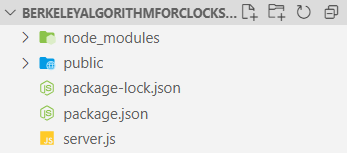 BERKELEYALGORITHMFORCLOCKS...
node_modules
public
package-lock.json
package.json
server.js